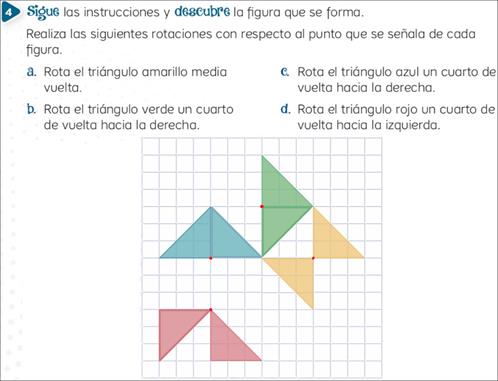 4 Sigue las instrucciones y descubre la figura que se forma.
Realiza las siguientes rotaciones con respecto al punto que se señala de cada
figura.
a. Rota el triángulo amarillo media
vuelta.
b. Rota el triángulo verde un cuarto
de vuelta hacia la derecha.
c. Rota el triángulo azul un cuarto de
vuelta hacia la derecha.
d. Rota el triángulo rojo un cuarto de
vuelta hacia la izquierda.